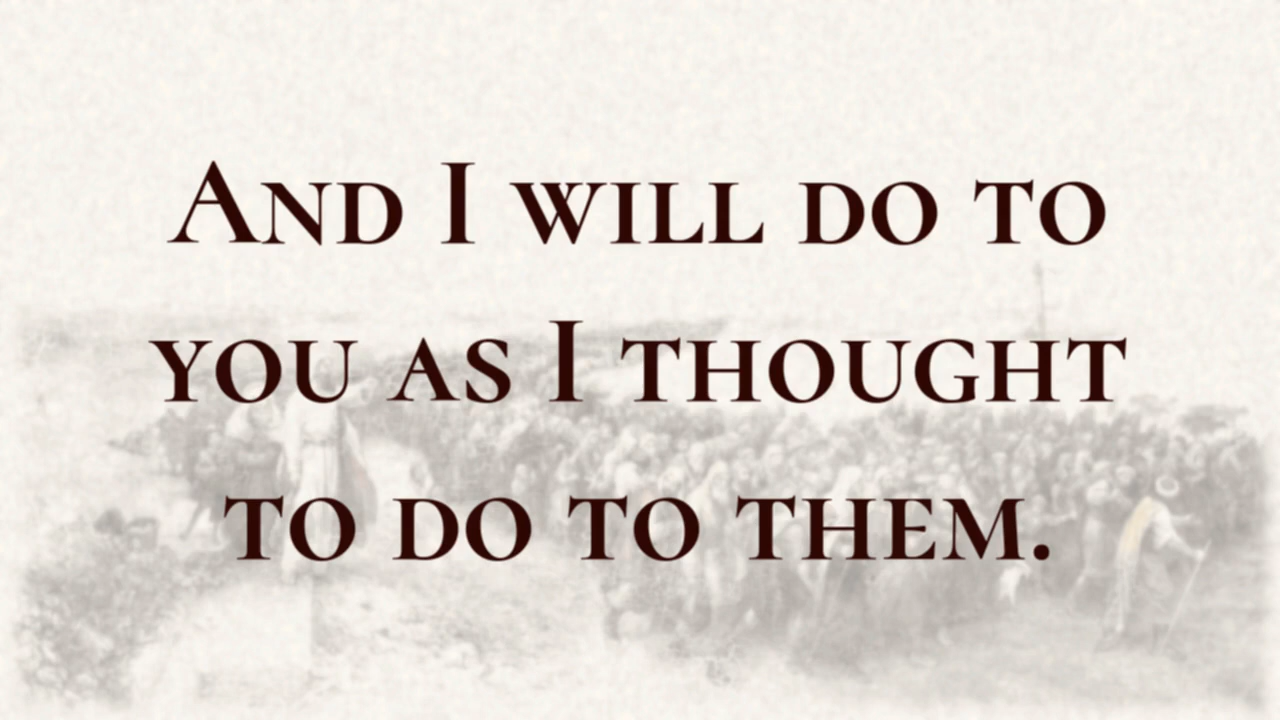 And I will do to
you as I thought
to do to them.